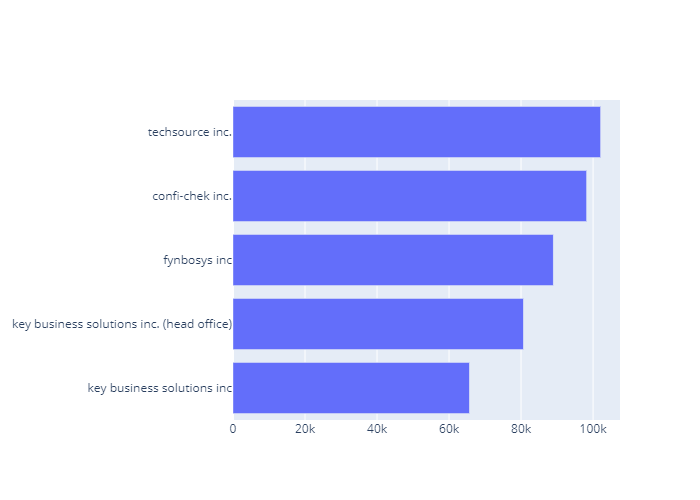 techsource inc.
confi-chek inc.
fynbosys inc
key business solutions inc. (head office)
key business solutions inc
0 20k 40k 60k 80k 100k